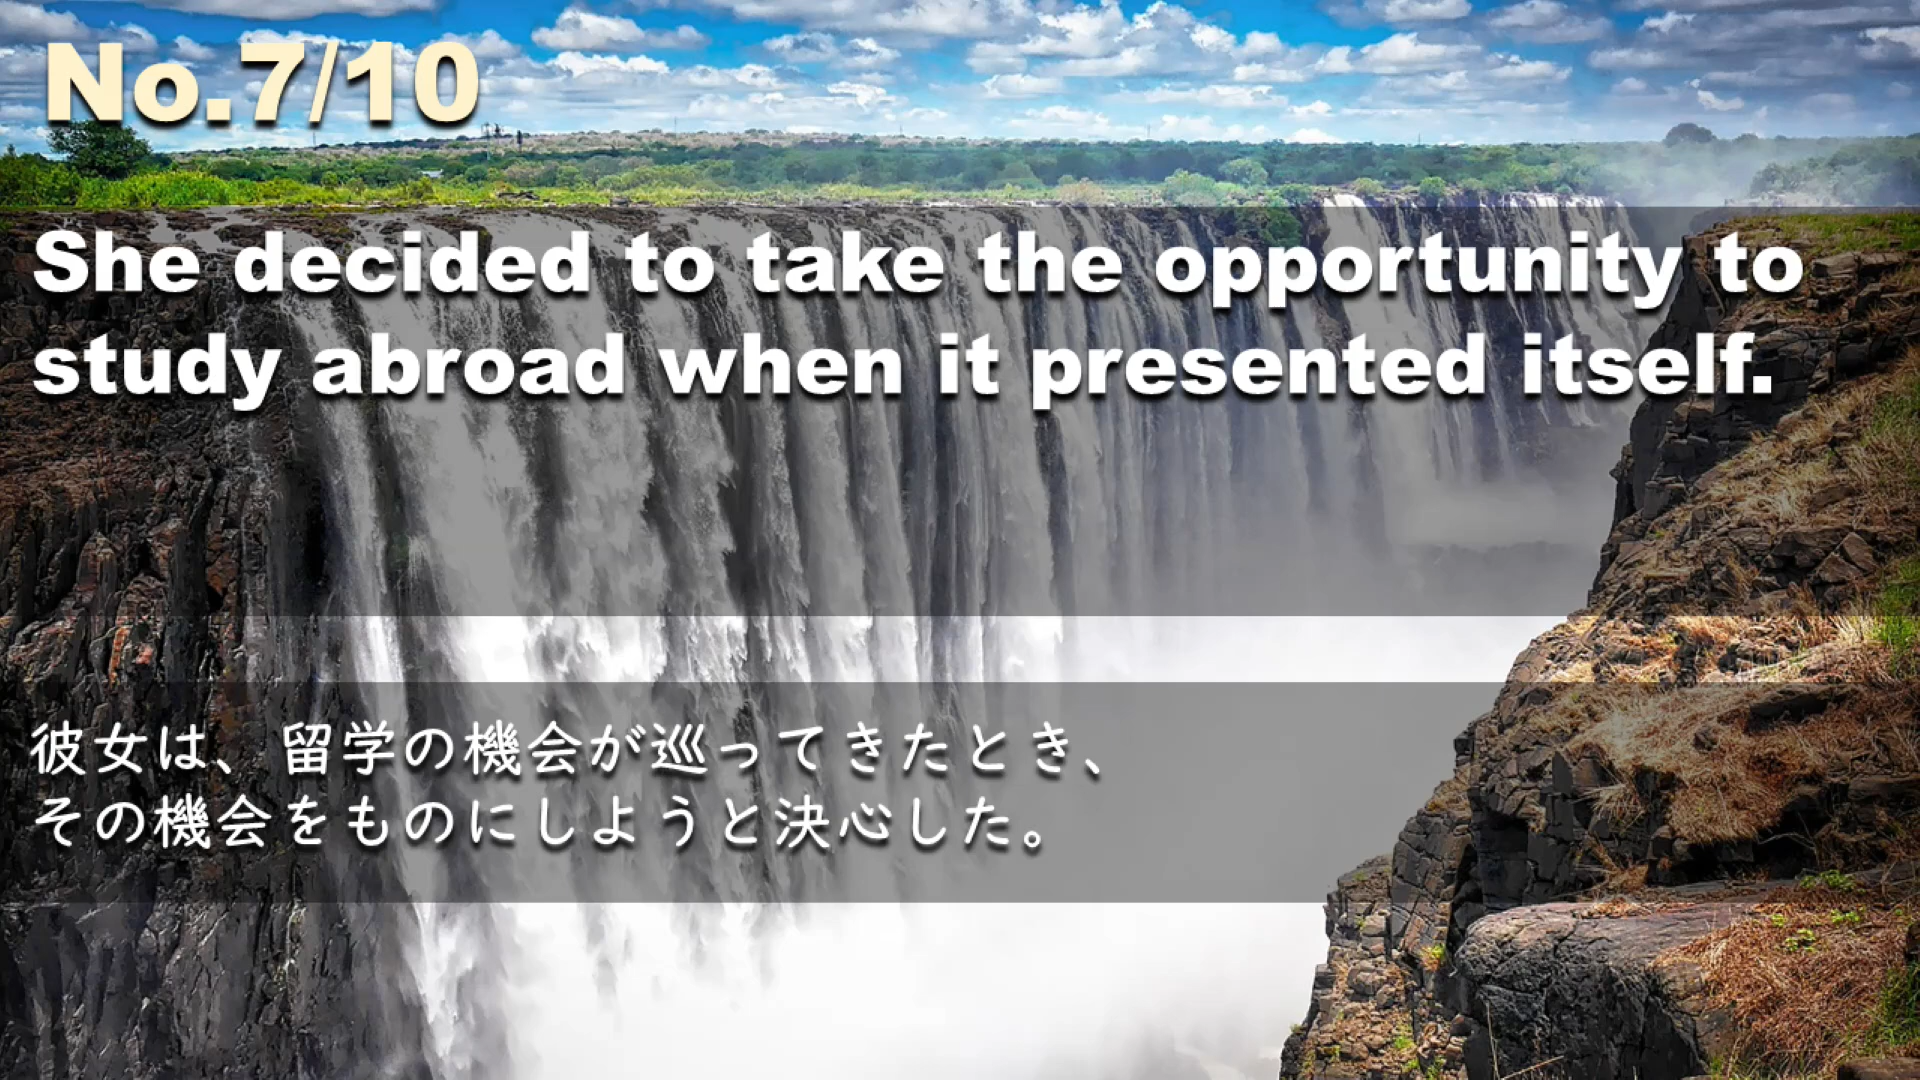 No.7/10
She decided to take the opportunity to
study abroad when it presented itself.
彼女は、留学の機会が巡ってきたとき、
その機会をものにしようと決心した。